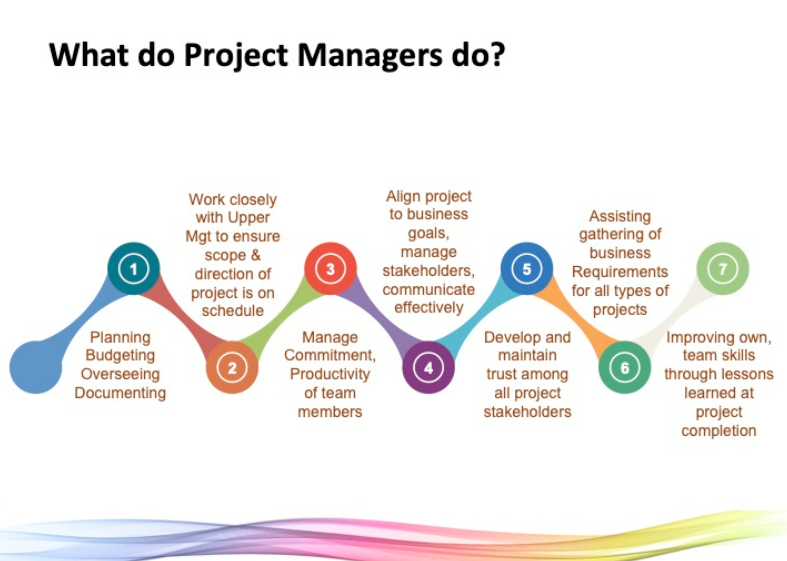 What do Project Managers do?
1
Planning
Budgeting
Overseeing
Documenting
2
Work closely
with Upper
Mgt to ensure
scope &
direction of
project is on
schedule
3
Manage
Commitment,
Productivity
of team
members
4
Align project
to business
goals,
manage
stakeholders,
communicate
effectively
5
Develop and
maintain
trust among
all project
stakeholders
6
Assisting
gathering of
business
Requirements
for all types of
projects
7
Improving own,
team skills
through lessons
learned at
project
completion